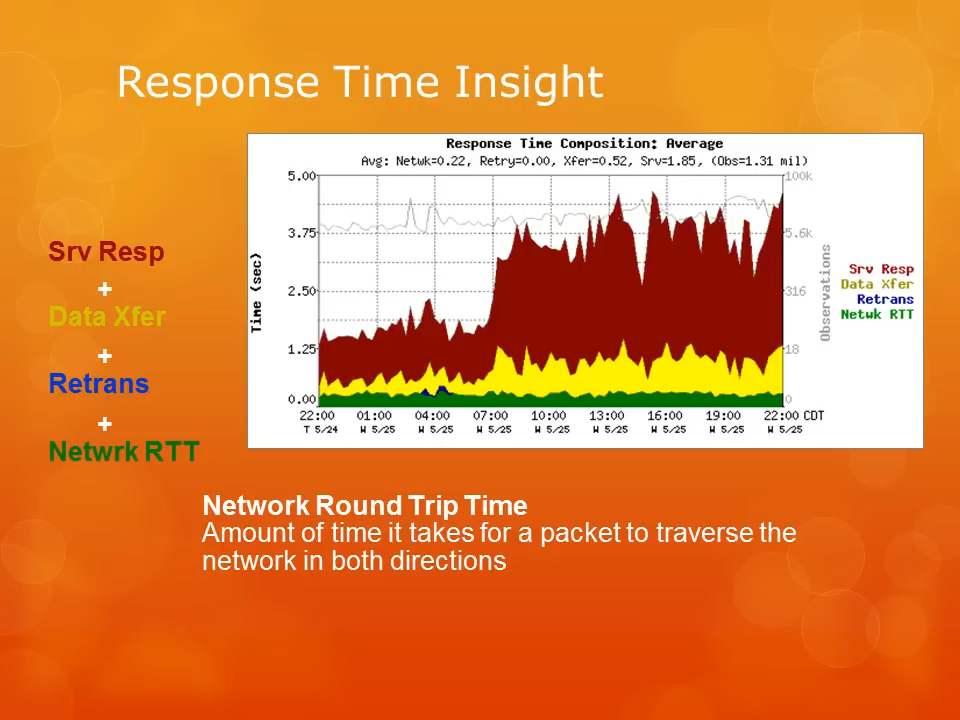 Response Time Insight
Srv Resp
+
Data Xfer
+
Retrans
+
Netwrk RTT
Response Time Composition: Average
Avg: Netwk=0.22, Retry=0.00, Xfer=0.52, Srv=1.85, (Obs=1.31 mil)
Time (sec)
5.00
3.75
2.50
1.25
0.00
100k
5.6k
316
18
0
Observations
22:00 01:00 04:00 07:00 10:00 13:00 16:00 19:00 22:00 CDT
T 5/24 W 5/25 W 5/25 W 5/25 W 5/25 W 5/25 W 5/25 W 5/25 W 5/25
Srv Resp
Data Xfer
Retrans
Netwk RTT
Network Round Trip Time
Amount of time it takes for a packet to traverse the
network in both directions